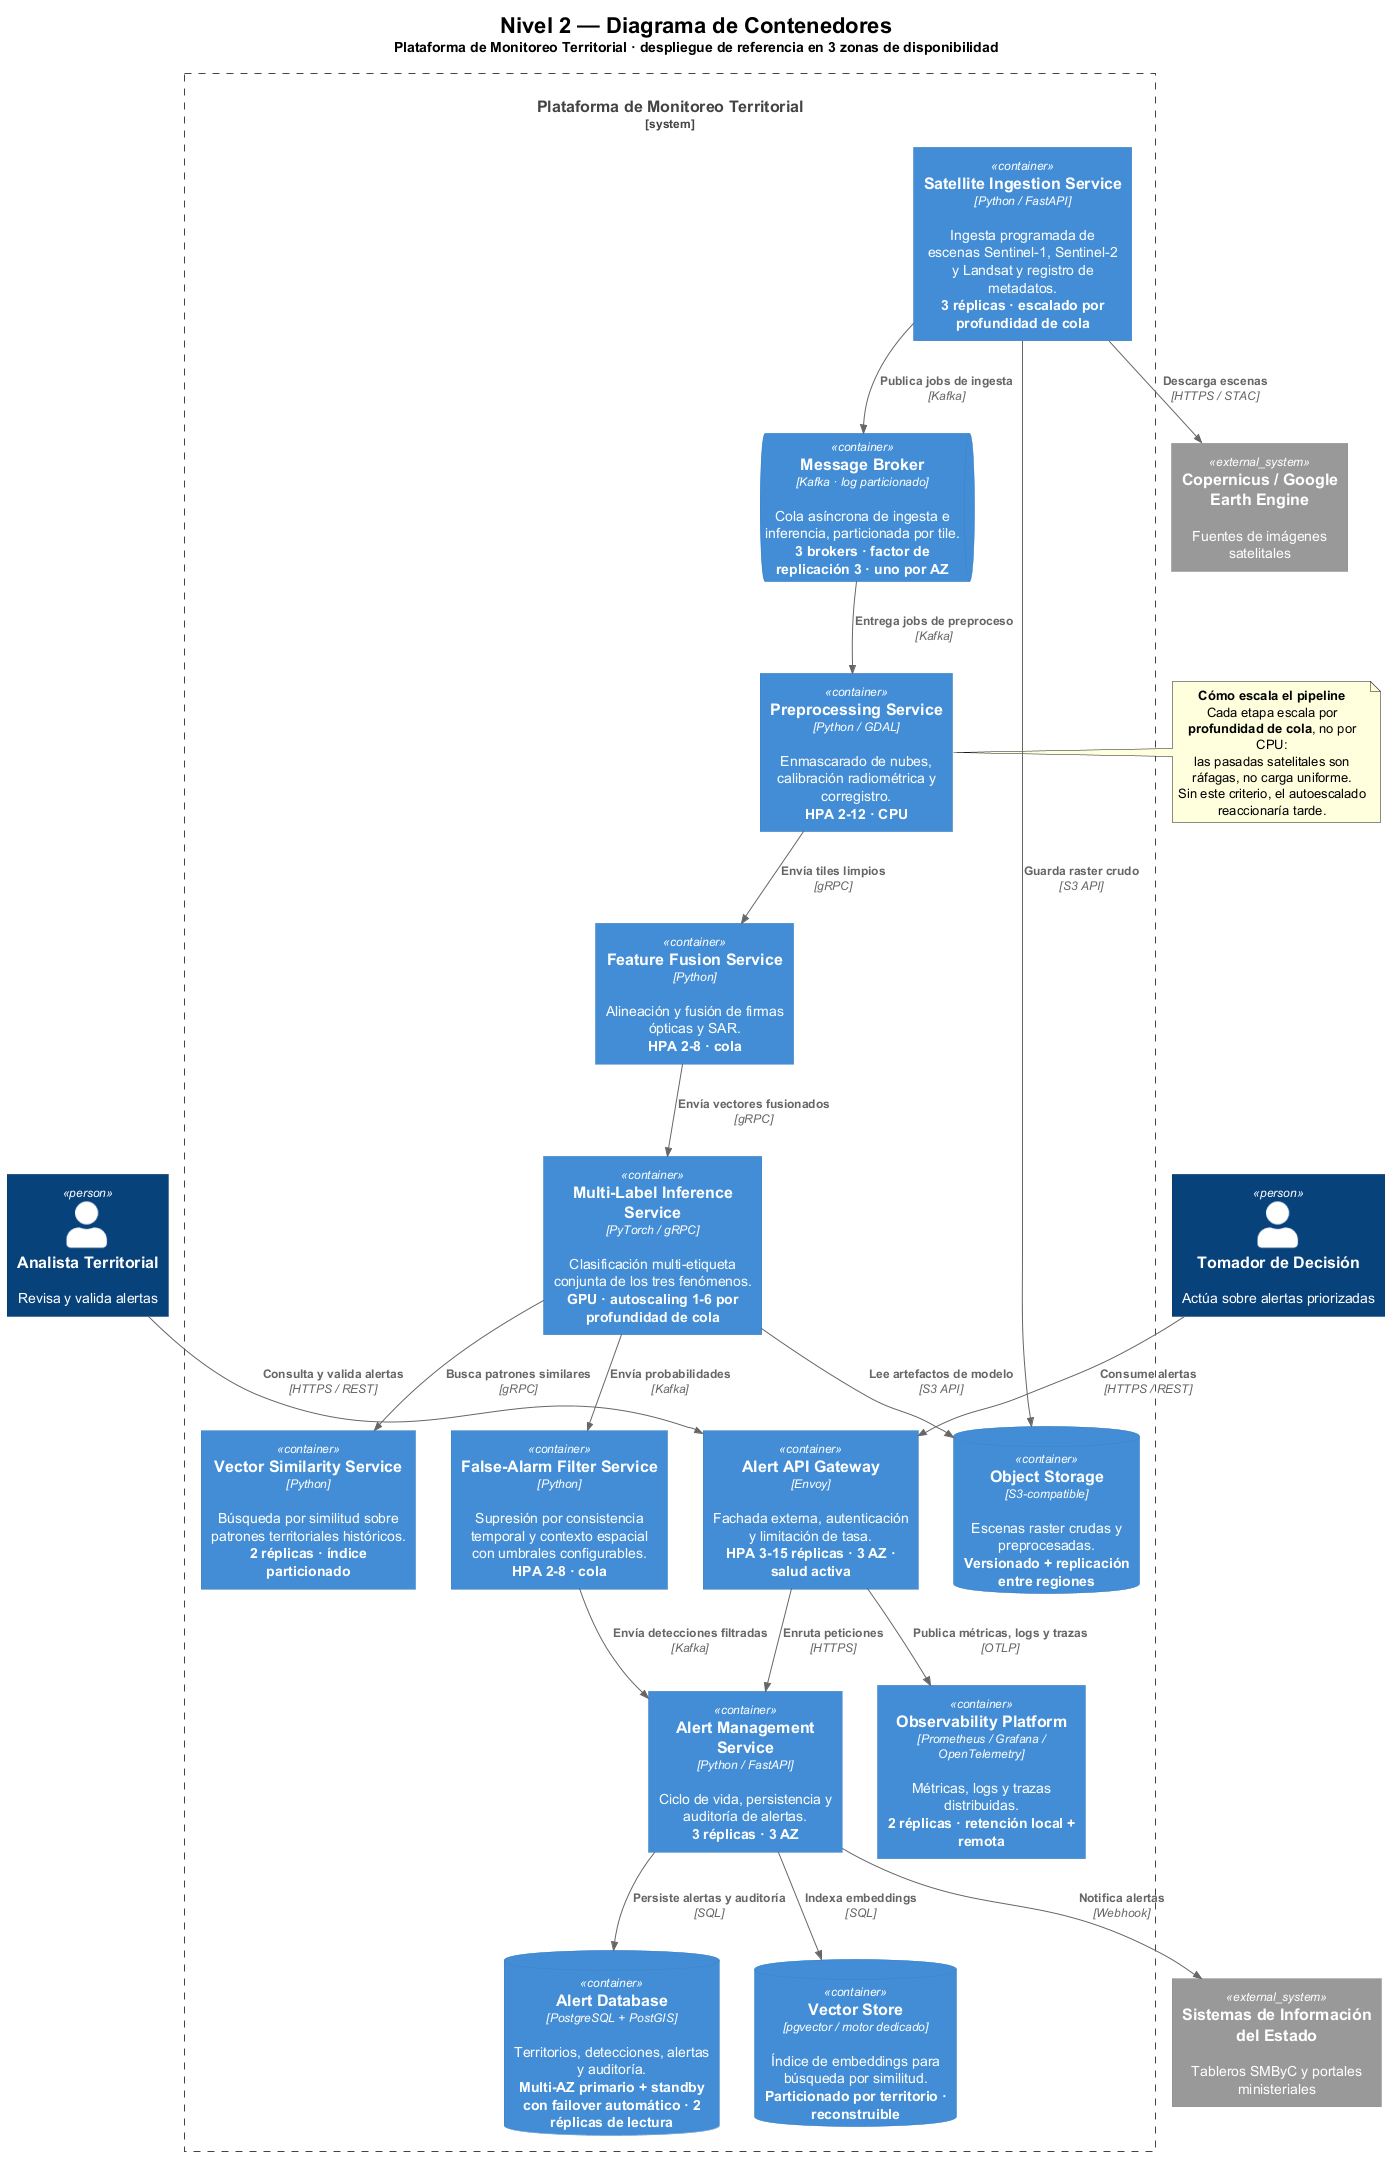 Nivel 2 — Diagrama de Contenedores
Plataforma de Monitoreo Territorial · despliegue de referencia en 3 zonas de disponibilidad
Plataforma de Monitoreo Territorial
[system]
«container»
Satellite Ingestion Service
[Python / FastAPI]
Ingesta programada de
escenas Sentinel-1, Sentinel-2
y Landsat y registro de
metadatos.
3 réplicas · escalado por
profundidad de cola
Publica jobs de ingesta
[Kafka]
Descarga escenas
[HTTPS / STAC]
«container»
Message Broker
[Kafka · log particionado]
Cola asíncrona de ingesta e
inferencia, particionada por tile.
3 brokers · factor de
replicación 3 · uno por AZ
«external_system»
Copernicus / Google
Earth Engine
Fuentes de imágenes
satelitales
Entrega jobs de preproceso
[Kafka]
«container»
Preprocessing Service
[Python / GDAL]
Enmascarado de nubes,
calibración radiométrica y
corregistro.
HPA 2-12 · CPU
Cómo escala el pipeline
Cada etapa escala por
profundidad de cola, no por
CPU:
las pasadas satelitales son
ráfagas, no carga uniforme.
Sin este criterio, el autoescalado
reaccionaría tarde.
Envía tiles limpios
[gRPC]
Guarda raster crudo
[S3 API]
«container»
Feature Fusion Service
[Python]
Alineación y fusión de firmas
ópticas y SAR.
HPA 2-8 · cola
Envía vectores fusionados
[gRPC]
«person»
Analista Territorial
Revisa y valida alertas
«container»
Multi-Label Inference
Service
[PyTorch / gRPC]
Clasificación multi-etiqueta
conjunta de los tres fenómenos.
GPU · autoscaling 1-6 por
profundidad de cola
«person»
Tomador de Decisión
Actúa sobre alertas priorizadas
Consulta y valida alertas
[HTTPS / REST]
Busca patrones similares
[gRPC]
Envía probabilidades
[Kafka]
Lee artefactos de modelo
[S3 API]
Consume alertas
[HTTPS / REST]
«container»
Vector Similarity Service
[Python]
Búsqueda por similitud sobre
patrones territoriales históricos.
2 réplicas · índice
particionado
«container»
False-Alarm Filter Service
[Python]
Supresión por consistencia
temporal y contexto espacial
con umbrales configurables.
HPA 2-8 · cola
«container»
Alert API Gateway
[Envoy]
Fachada externa, autenticación
y limitación de tasa.
HPA 3-15 réplicas · 3 AZ ·
salud activa
«container»
Object Storage
[S3-compatible]
Escenas raster crudas y
preprocesadas.
Versionado + replicación
entre regiones
Envía detecciones filtradas
[Kafka]
Enruta peticiones
[HTTPS]
Publica métricas, logs y trazas
[OTLP]
«container»
Alert Management
Service
[Python / FastAPI]
Ciclo de vida, persistencia y
auditoría de alertas.
3 réplicas · 3 AZ
«container»
Observability Platform
[Prometheus / Grafana /
OpenTelemetry]
Métricas, logs y trazas
distribuidas.
2 réplicas · retención local +
remota
Persiste alertas y auditoría
[SQL]
Indexa embeddings
[SQL]
Notifica alertas
[Webhook]
«container»
Alert Database
[PostgreSQL + PostGIS]
Territorios, detecciones, alertas
y auditoría.
Multi-AZ primario + standby
con failover automático · 2
réplicas de lectura
«container»
Vector Store
[pgvector / motor dedicado]
Índice de embeddings para
búsqueda por similitud.
Particionado por territorio ·
reconstruible
«external_system»
Sistemas de Información
del Estado
Tableros SMByC y portales
ministeriales